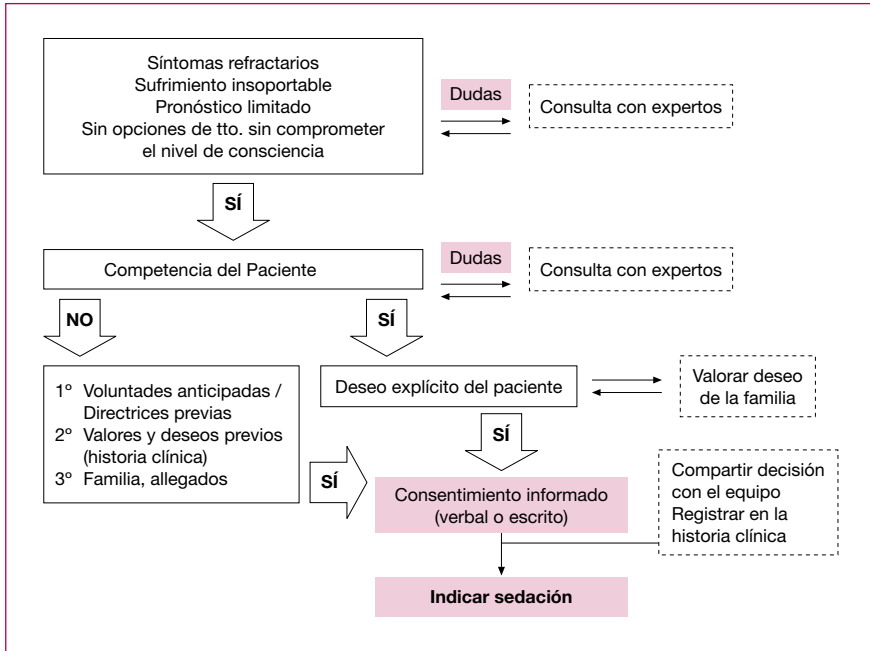 Síntomas refractarios
Sufrimiento insoportable
Pronóstico limitado
Sin opciones de tto. sin comprometer
el nivel de consciencia
Dudas
Consulta con expertos
SÍ
Competencia del Paciente
Dudas
Consulta con expertos
NO
SÍ
1º Voluntades anticipadas /
Directrices previas
2º Valores y deseos previos
(historia clínica)
3º Familia, allegados
Deseo explícito del paciente
Valorar deseo
de la familia
SÍ
SÍ
Consentimiento informado
(verbal o escrito)
Compartir decisión
con el equipo
Registrar en la
historia clínica
Indicar sedación